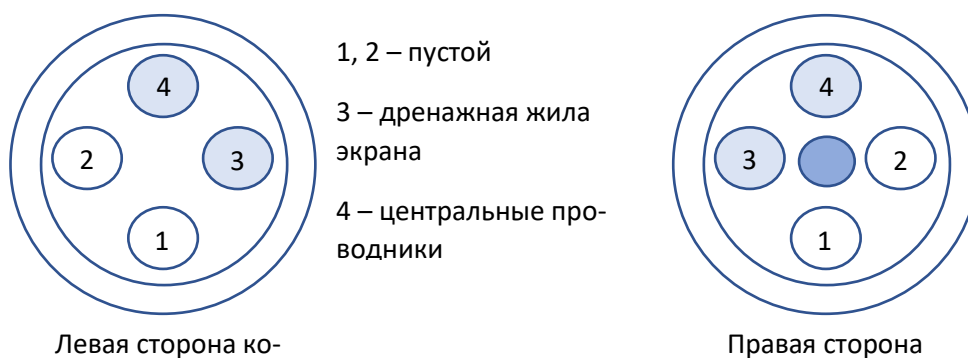 4
2
3
1
1, 2 – пустой
3 – дренажная жила
экрана
4 – центральные про-
водники
4
3
2
1
Левая сторона ко-
Правая сторона